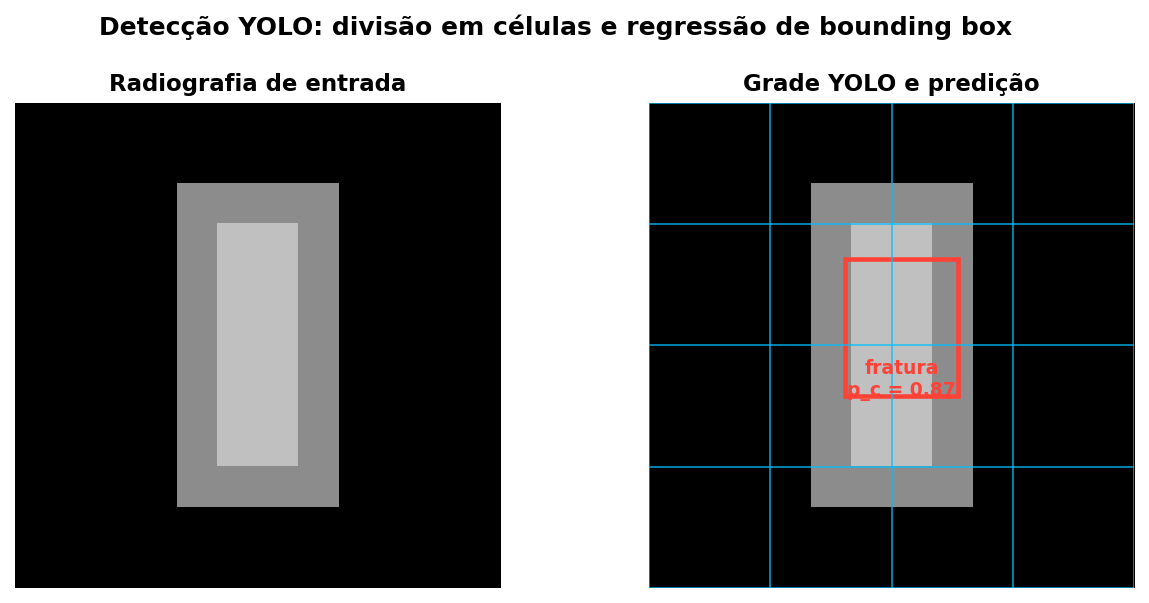 Detecção YOLO: divisão em células e regressão de bounding box
Radiografia de entrada
Grade YOLO e predição
fratura
p_c = 0.87